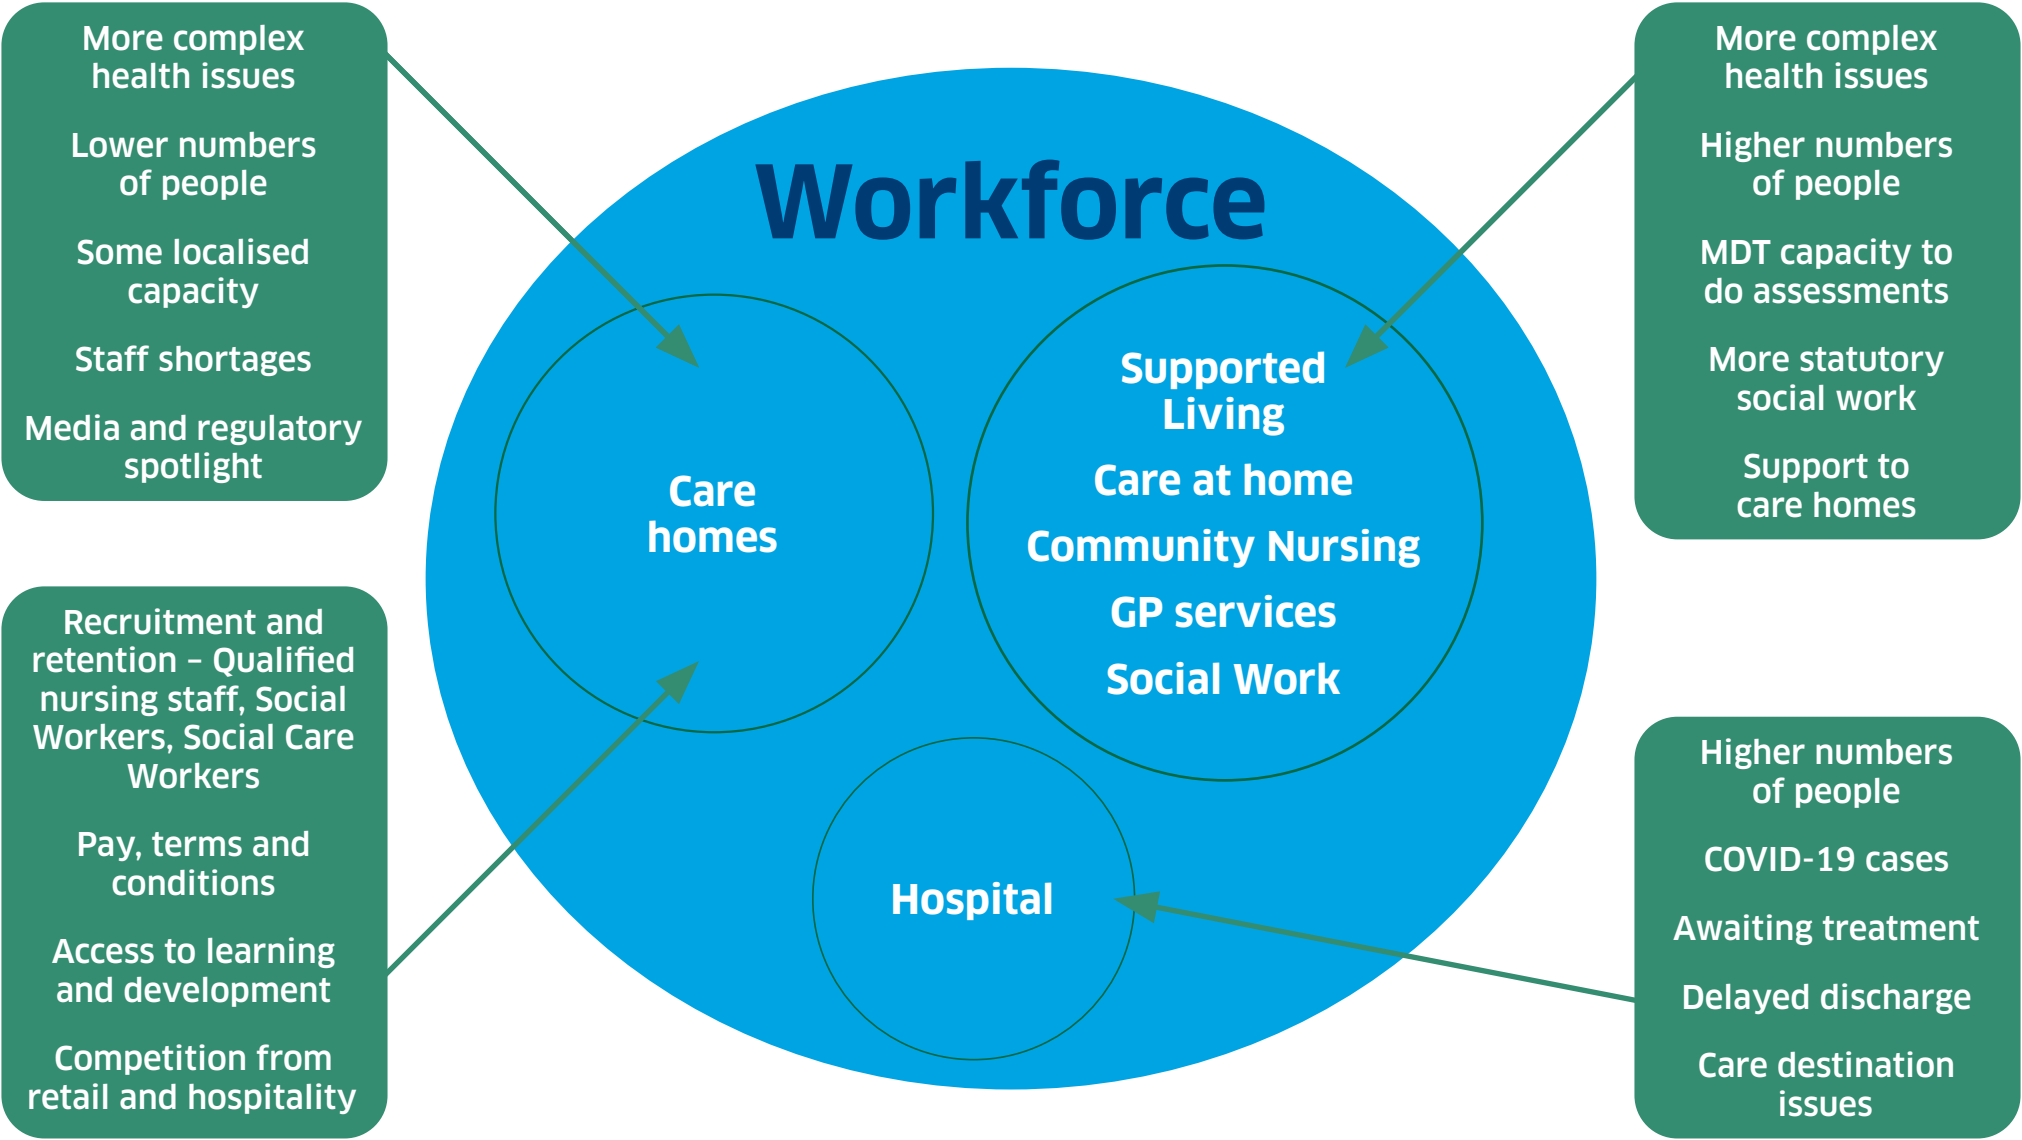 More complex
health issues
Lower numbers
of people
Some localised
capacity
Staff shortages
Media and regulatory
spotlight
Recruitment and
retention – Qualified
nursing staff, Social
Workers, Social Care
Workers
Pay, terms and
conditions
Access to learning
and development
Competition from
retail and hospitality
Workforce
Care
homes
Supported
Living
Care at home
Community Nursing
GP services
Social Work
Hospital
More complex
health issues
Higher numbers
of people
MDT capacity to
do assessments
More statutory
social work
Support to
care homes
Higher numbers
of people
COVID-19 cases
Awaiting treatment
Delayed discharge
Care destination
issues